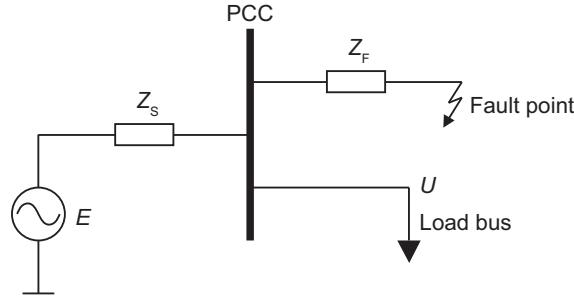 PCC
Z_F
Z_S
Fault point
U
E
Load bus